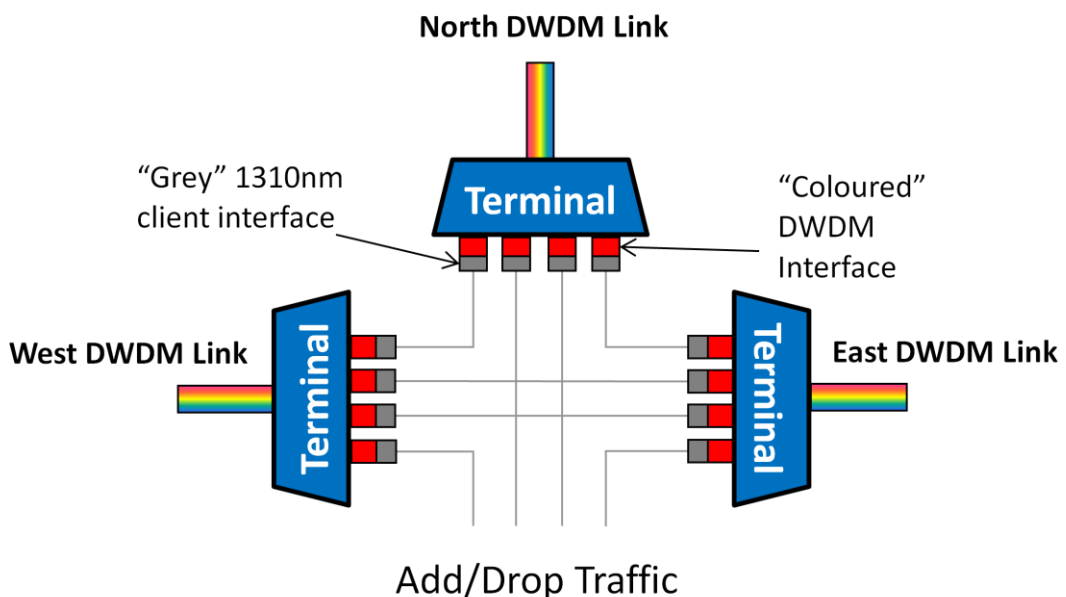 North DWDM Link
“Grey” 1310nm
client interface
Terminal
“Coloured”
DWDM
Interface
West DWDM Link
Terminal
Terminal
East DWDM Link
Add/Drop Traffic